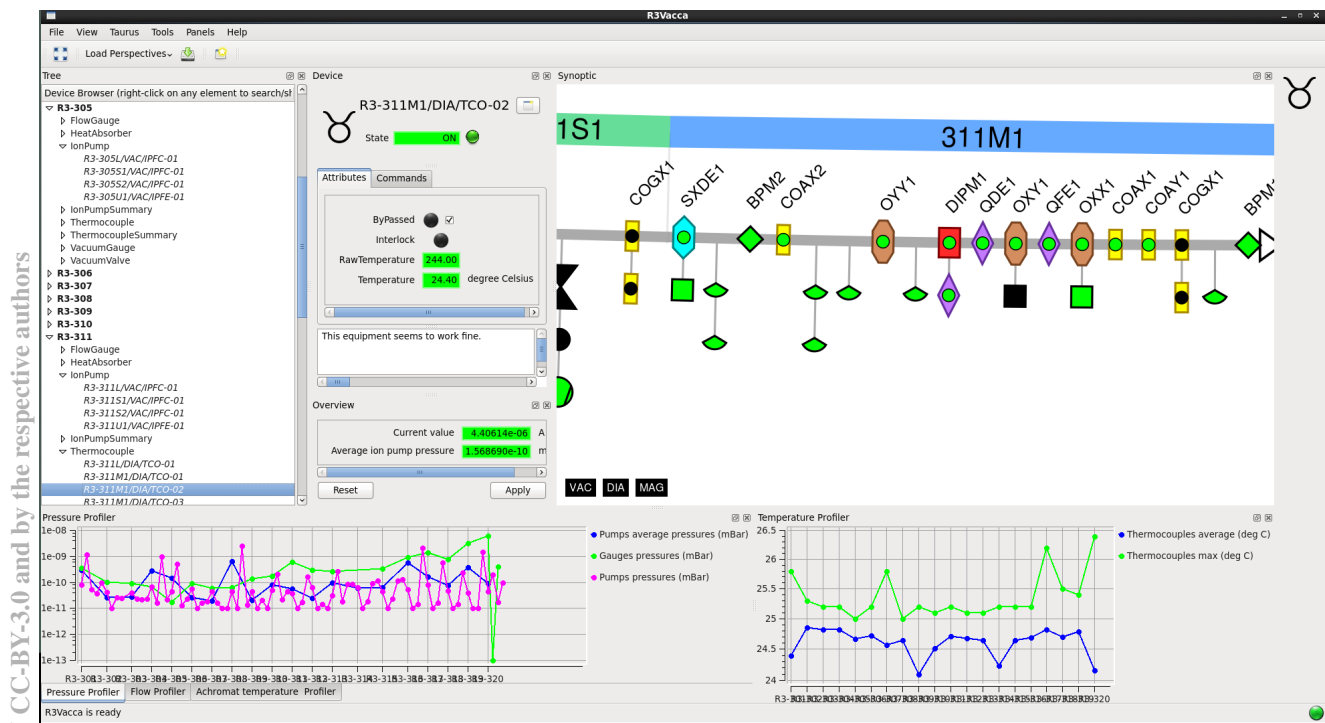 R3Vacca
File View Taurus Tools Panels Help
Load Perspectives
Tree
Device Browser (right-click on any element to search/sh
R3-305
FlowGauge
HeatAbsorber
IonPump
R3-305L/VAC/IPFC-01
R3-305S1/VAC/IPFC-01
R3-305S2/VAC/IPFC-01
R3-305U1/VAC/IPFE-01
IonPumpSummary
Thermocouple
ThermocoupleSummary
VacuumGauge
VacuumValve
R3-306
R3-307
R3-308
R3-309
R3-310
R3-311
FlowGauge
HeatAbsorber
IonPump
R3-311L/VAC/IPFC-01
R3-311S1/VAC/IPFC-01
R3-311S2/VAC/IPFC-01
R3-311U1/VAC/IPFE-01
IonPumpSummary
Thermocouple
R3-311L/DIA/TCO-01
R3-311M1/DIA/TCO-01
R3-311M1/DIA/TCO-02
R3-311M1/DIA/TCO-03
Device
R3-311M1/DIA/TCO-02
State ON
Attributes Commands
ByPassed
Interlock
RawTemperature 244.00
Temperature 24.40 degree Celsius
This equipment seems to work fine.
Overview
Current value 4.40614e-06 A
Average ion pump pressure 1.568690e-10 m
Reset Apply
Synoptic
1S1 311M1
COGX1 SXDE1 BPM2 COAX2 OYY1 DIPM1 QDE1 OXY1 QFE1 OXX1 COAX1 COAY1 COGX1 BPM1
VAC DIA MAG
Pressure Profiler
1e-08
1e-09
1e-10
1e-11
1e-12
1e-13
Pumps average pressures (mBar)
Gauges pressures (mBar)
Pumps pressures (mBar)
Pressure Profiler Flow Profiler Achromat temperature Profiler
Temperature Profiler
26.5
26
25.5
25
24.5
24
Thermocouples average (deg C)
Thermocouples max (deg C)
R3Vacca is ready
CC-BY-3.0 and by the respective authors